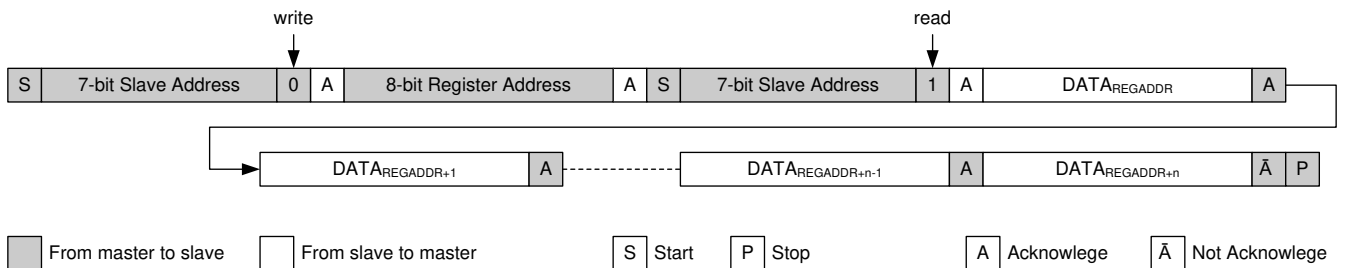 write read
S 7-bit Slave Address 0 A 8-bit Register Address A S 7-bit Slave Address 1 A DATAREGADDR A
DATAREGADDR+1 A DATAREGADDR+n-1 A DATAREGADDR+n Ā P
From master to slave From slave to master S Start P Stop A Acknowlege Ā Not Acknowlege